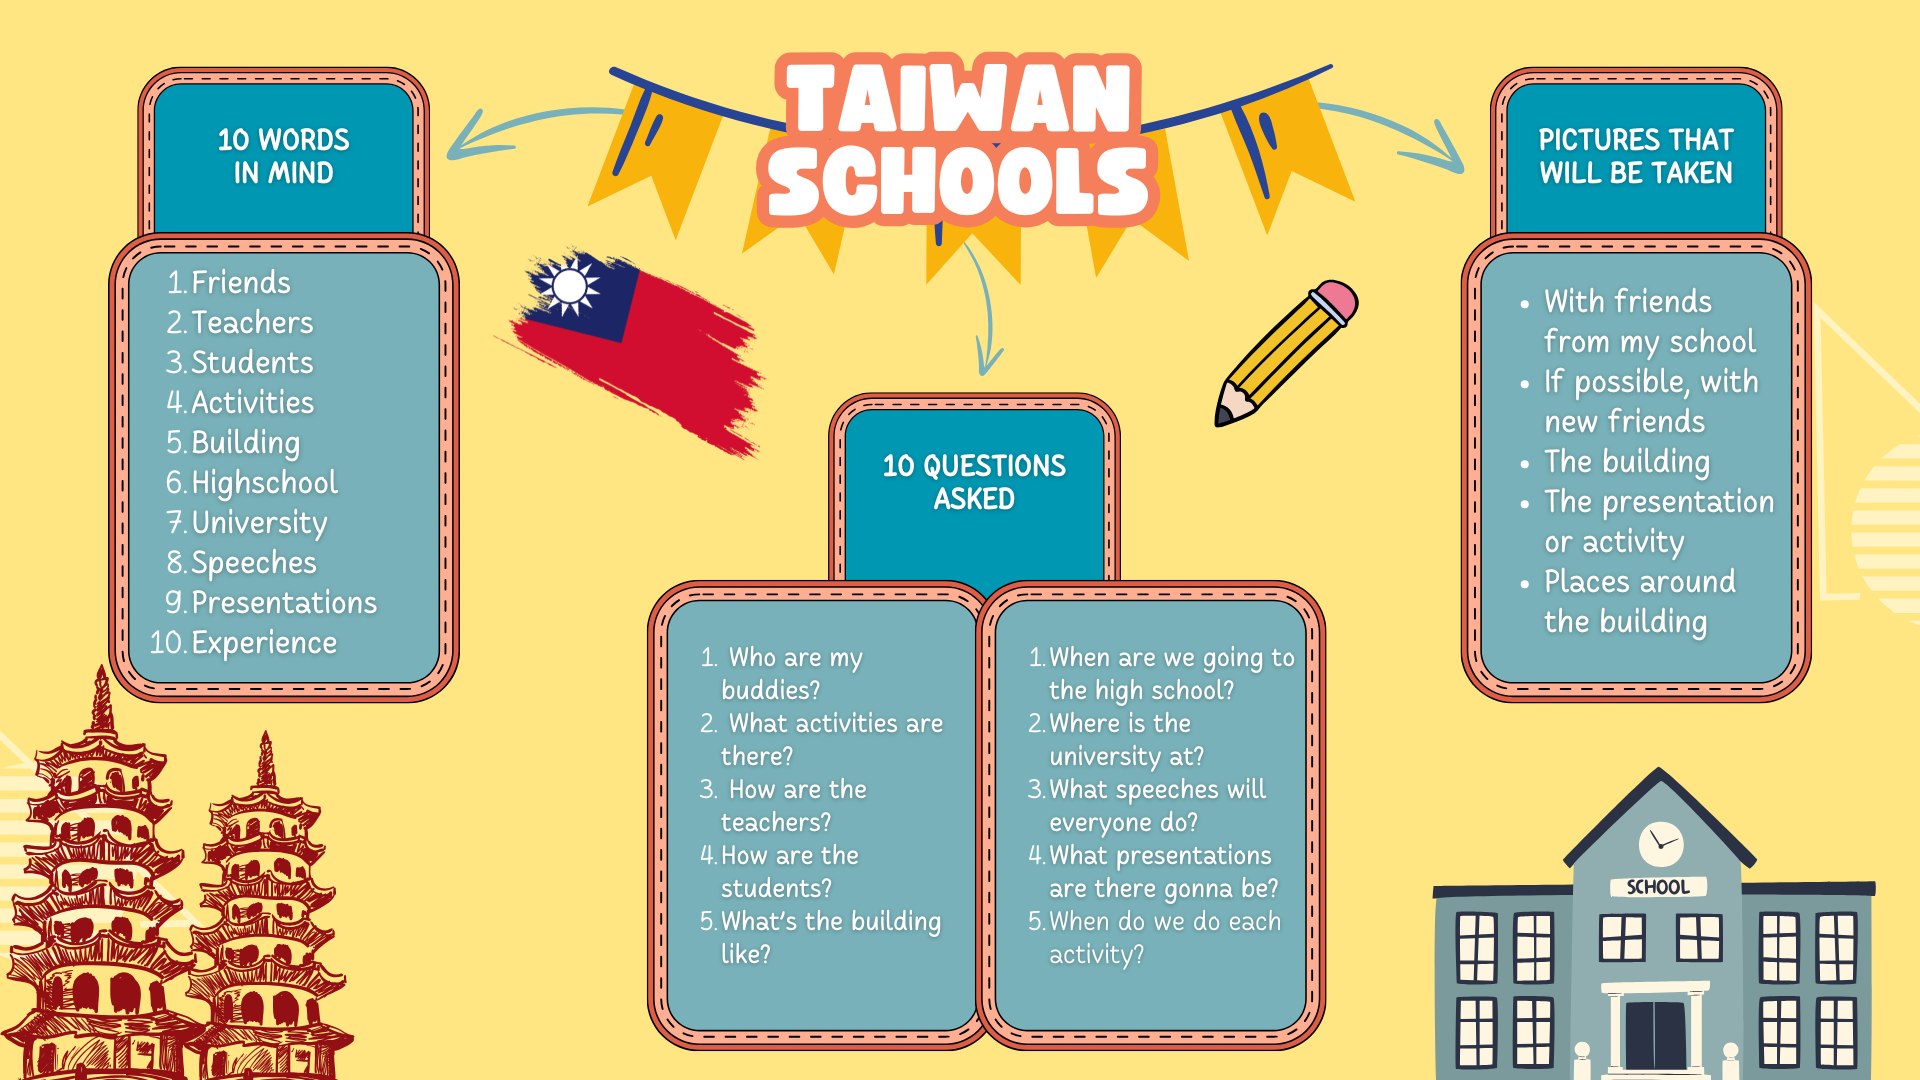 TAIWAN
SCHOOLS
10 WORDS
IN MIND
1. Friends
2. Teachers
3. Students
4. Activities
5. Building
6. Highschool
7. University
8. Speeches
9. Presentations
10. Experience
10 QUESTIONS
ASKED
1. Who are my
buddies?
2. What activities are
there?
3. How are the
teachers?
4. How are the
students?
5. What's the building
like?
1. When are we going to
the high school?
2. Where is the
university at?
3. What speeches will
everyone do?
4. What presentations
are there gonna be?
5. When do we do each
activity?
PICTURES THAT
WILL BE TAKEN
• With friends
from my school
• If possible, with
new friends
• The building
• The presentation
or activity
• Places around
the building
SCHOOL